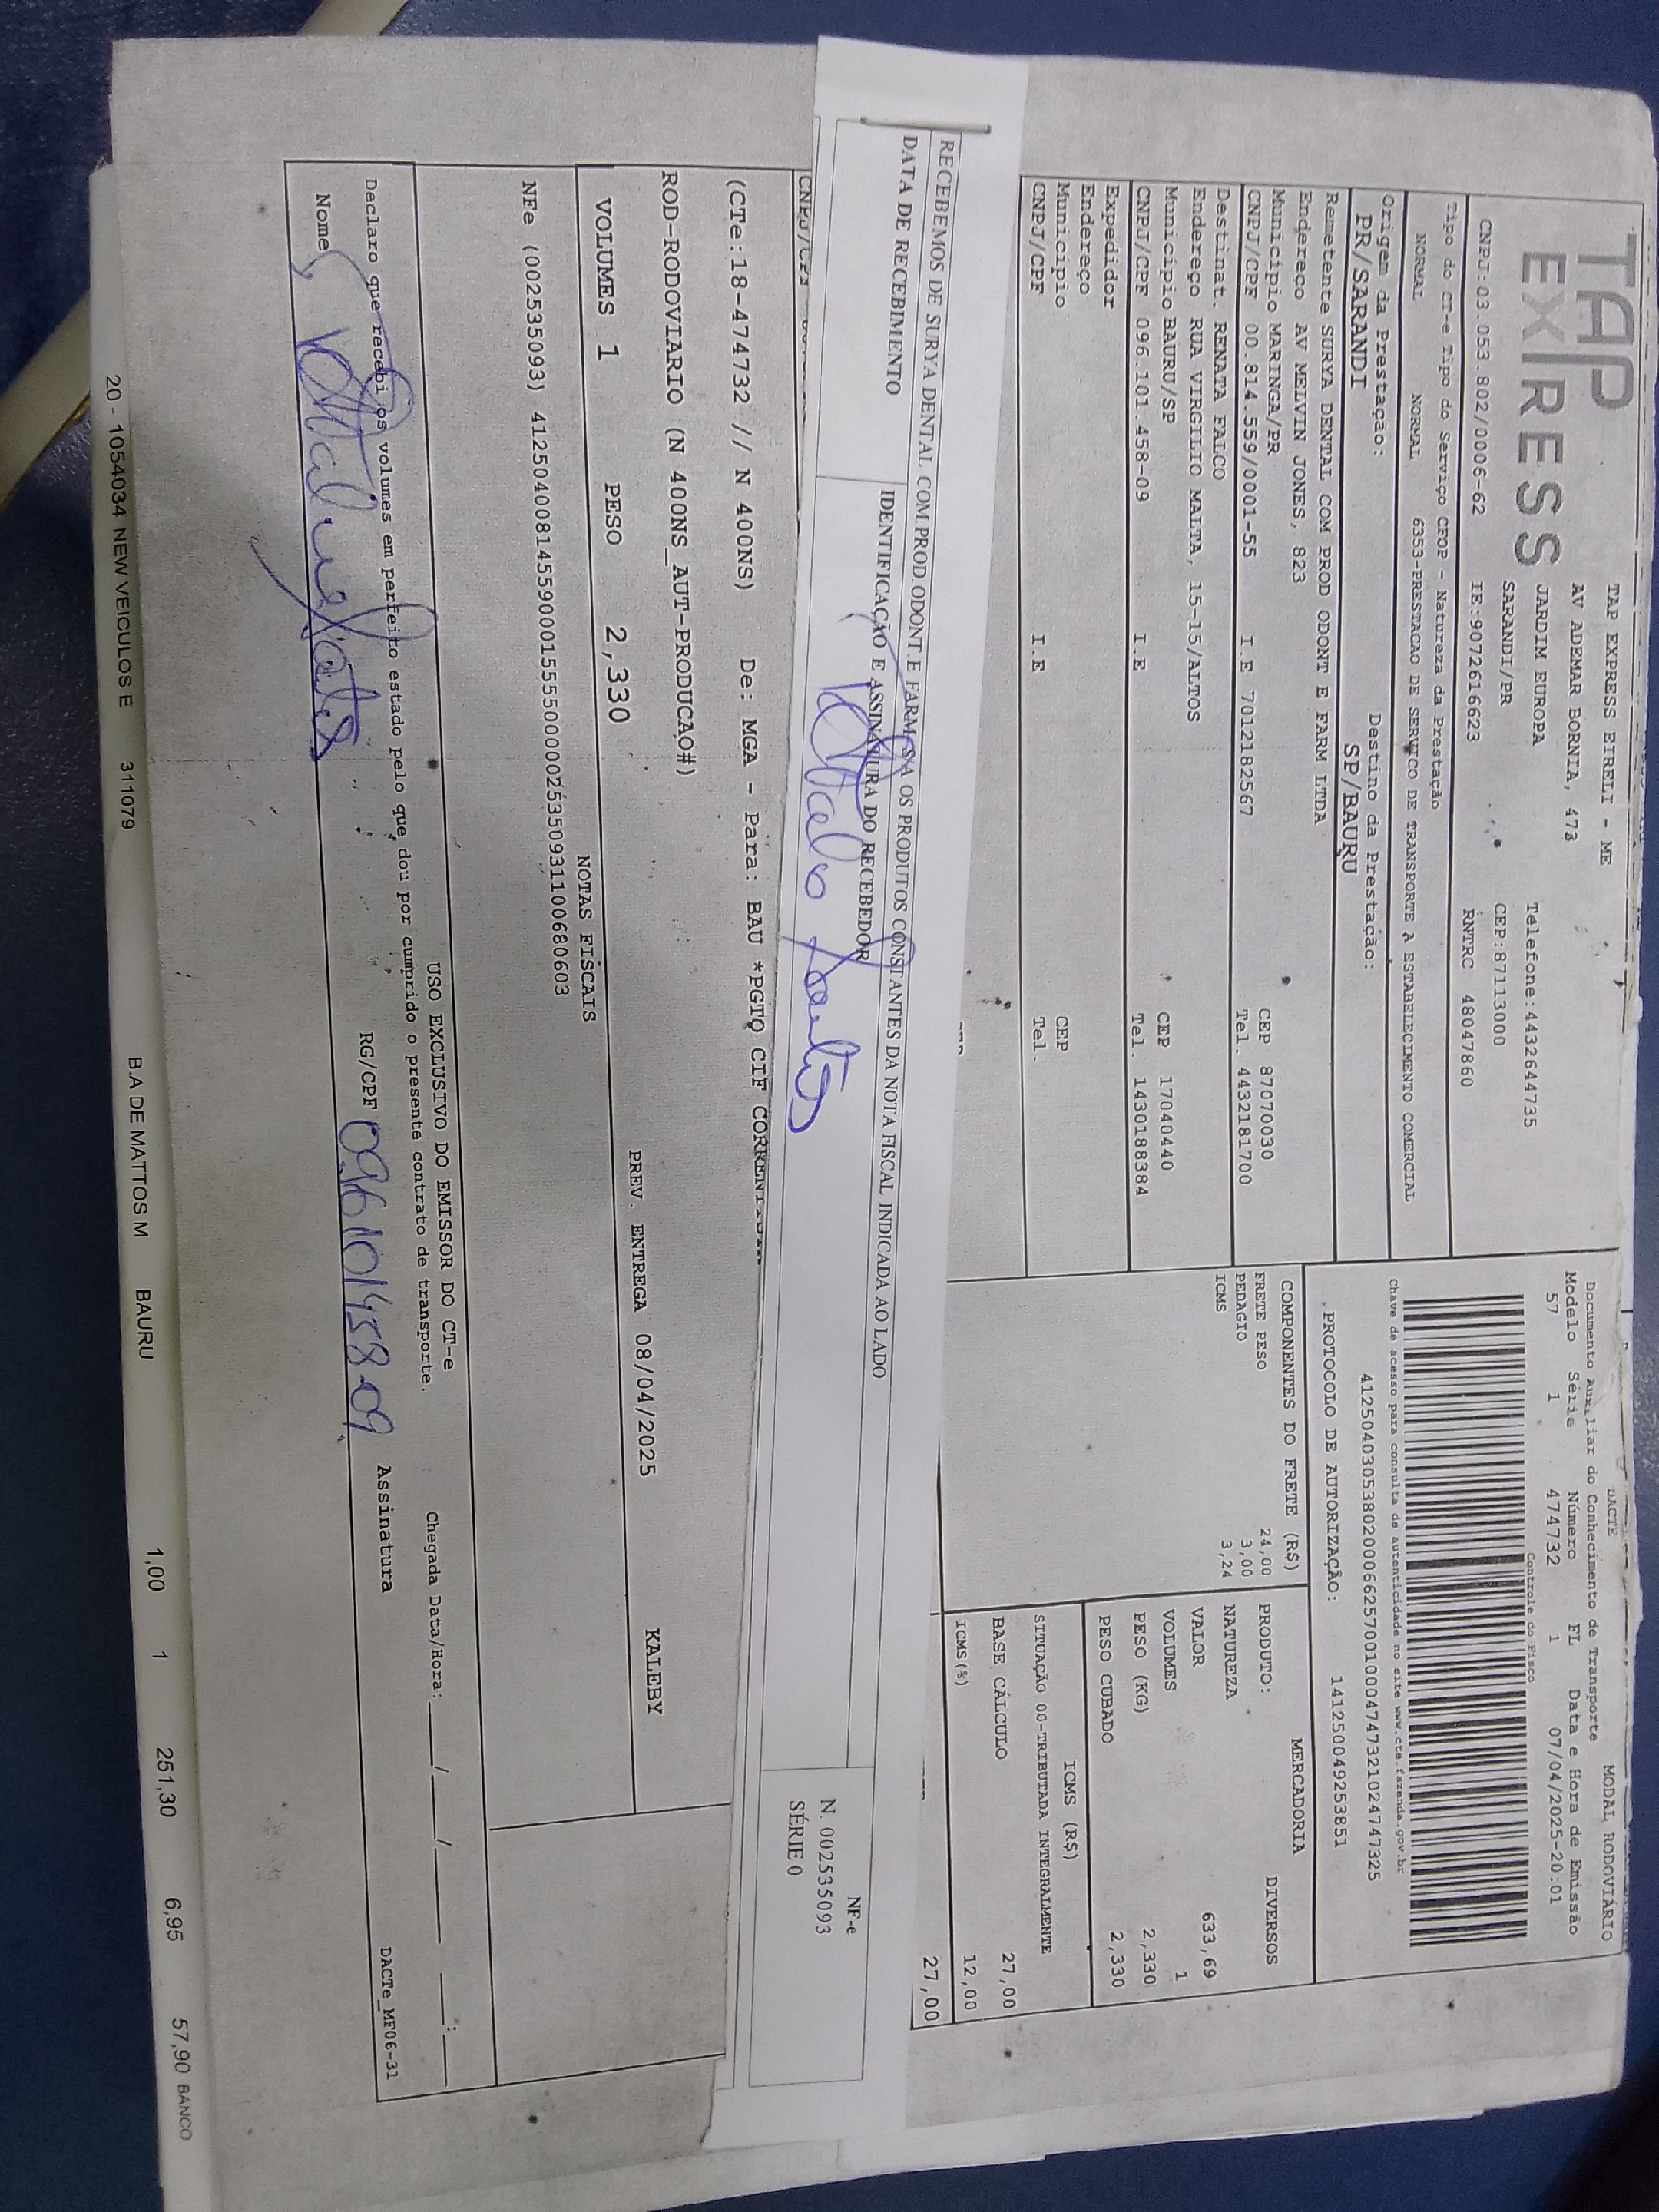 TAP EXPRESS
TAP EXPRESS EIRELI - ME
AV ADEMAR BORNIA, 473
JARDIM EUROPA Telefone:4432644735
SARANDI/PR CEP:87113000
CNPJ:03.053.802/0006-62 IE:9072616623 RNTRC 48047860
Tipo do CT-e Tipo do Serviço CFOP - Natureza da Prestação
NORMAL NORMAL 6353-PRESTACAO DE SERVICO DE TRANSPORTE A ESTABELECIMENTO COMERCIAL
Origem da Prestação: Destino da Prestação:
PR/SARANDI SP/BAURU
Remetente SURYA DENTAL COM PROD ODONT E FARM LTDA
Endereço AV MELVIN JONES, 823
Municipio MARINGA/PR CEP 87070030
CNPJ/CPF 00.814.559/0001-55 I.E 7012182567 Tel. 4432181700
Destinat. RENATA FALCO
Endereço RUA VIRGILIO MALTA, 15-15/ALTOS
Municipio BAURU/SP CEP 17040440
CNPJ/CPF 096.101.458-09 I.E Tel. 1430188384
Expedidor
Endereço
Municipio CEP
CNPJ/CPF I.E Tel.
DACTE MODAL RODOVIÁRIO
Documento Auxiliar do Conhecimento de Transporte
Modelo Série Número FL Data e Hora de Emissão
57 1 474732 1 07/04/2025-20:01
Controle do Fisco
Chave de acesso para consulta de autenticidade no site www.cte.fazenda.gov.br
41250403053802000662570010004747321024747325
PROTOCOLO DE AUTORIZAÇÃO: 141250049253851
COMPONENTES DO FRETE (R$)
FRETE PESO 24,00
PEDAGIO 3,00
ICMS 3,24
MERCADORIA
PRODUTO: DIVERSOS
NATUREZA
VALOR 633,69
VOLUMES 1
PESO (KG) 2,330
PESO CUBADO 2,330
ICMS (R$)
SITUAÇÃO 00-TRIBUTADA INTEGRALMENTE
BASE CÁLCULO 27,00
ICMS(%) 12,00
27,00
RECEBEMOS DE SURYA DENTAL COM.PROD ODONT.E FARM. S/A OS PRODUTOS CONSTANTES DA NOTA FISCAL INDICADA AO LADO
DATA DE RECEBIMENTO IDENTIFICAÇÃO E ASSINATURA DO RECEBEDOR
NF-e
N. 002535093
SÉRIE 0
CNPJ/CPF
(CTe:18-474732 // N 400NS) De: MGA - Para: BAU *PGTO CIF
ROD-RODOVIARIO (N 400NS_AUT-PRODUCAO#) KALEBY
VOLUMES 1 PESO 2,330 PREV. ENTREGA 08/04/2025
NOTAS FISCAIS
NFe (002535093) 41250400814559000155550000025350931100680603
USO EXCLUSIVO DO EMISSOR DO CT-e
Declaro que recebi os volumes em perfeito estado pelo que dou por cumprido o presente contrato de transporte. Chegada Data/Hora:___/___/_____ ___:___
Nome RG/CPF 096101458-09 Assinatura
DACTe_MF06-31
20 - 1054034 NEW VEICULOS E 311079 B.A DE MATTOS M BAURU 1,00 1 251,30 6,95 57,90 BANCO